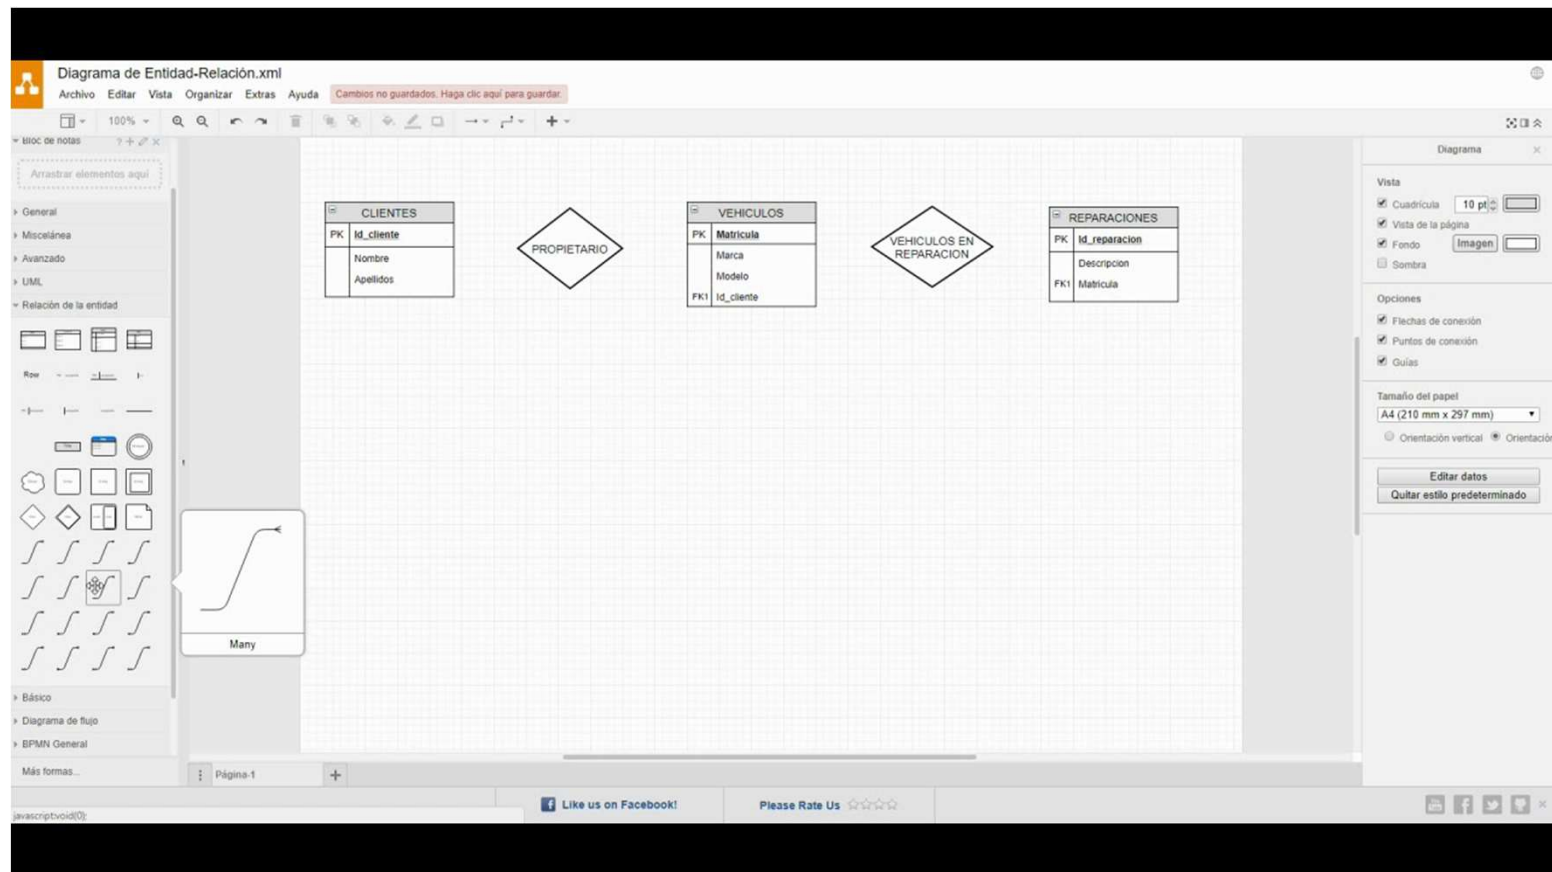 Diagrama de Entidad-Relación.xml
Archivo Editar Vista Organizar Extras Ayuda Cambios no guardados. Haga clic aquí para guardar.
100%
Bloc de notas
Arrastrar elementos aquí
General
Miscelánea
Avanzado
UML
Relación de la entidad
Row
Many
Básico
Diagrama de flujo
BPMN General
Más formas...
CLIENTES
PK Id_cliente
Nombre
Apellidos
PROPIETARIO
VEHICULOS
PK Matricula
Marca
Modelo
FK1 Id_cliente
VEHICULOS EN
REPARACION
REPARACIONES
PK Id_reparacion
Descripcion
FK1 Matricula
Diagrama
Vista
Cuadrícula 10 pt
Vista de la página
Fondo Imagen
Sombra
Opciones
Flechas de conexión
Puntos de conexión
Guías
Tamaño del papel
A4 (210 mm x 297 mm)
Orientación vertical Orientación
Editar datos
Quitar estilo predeterminado
Página-1
Like us on Facebook!
Please Rate Us
javascript:void(0);